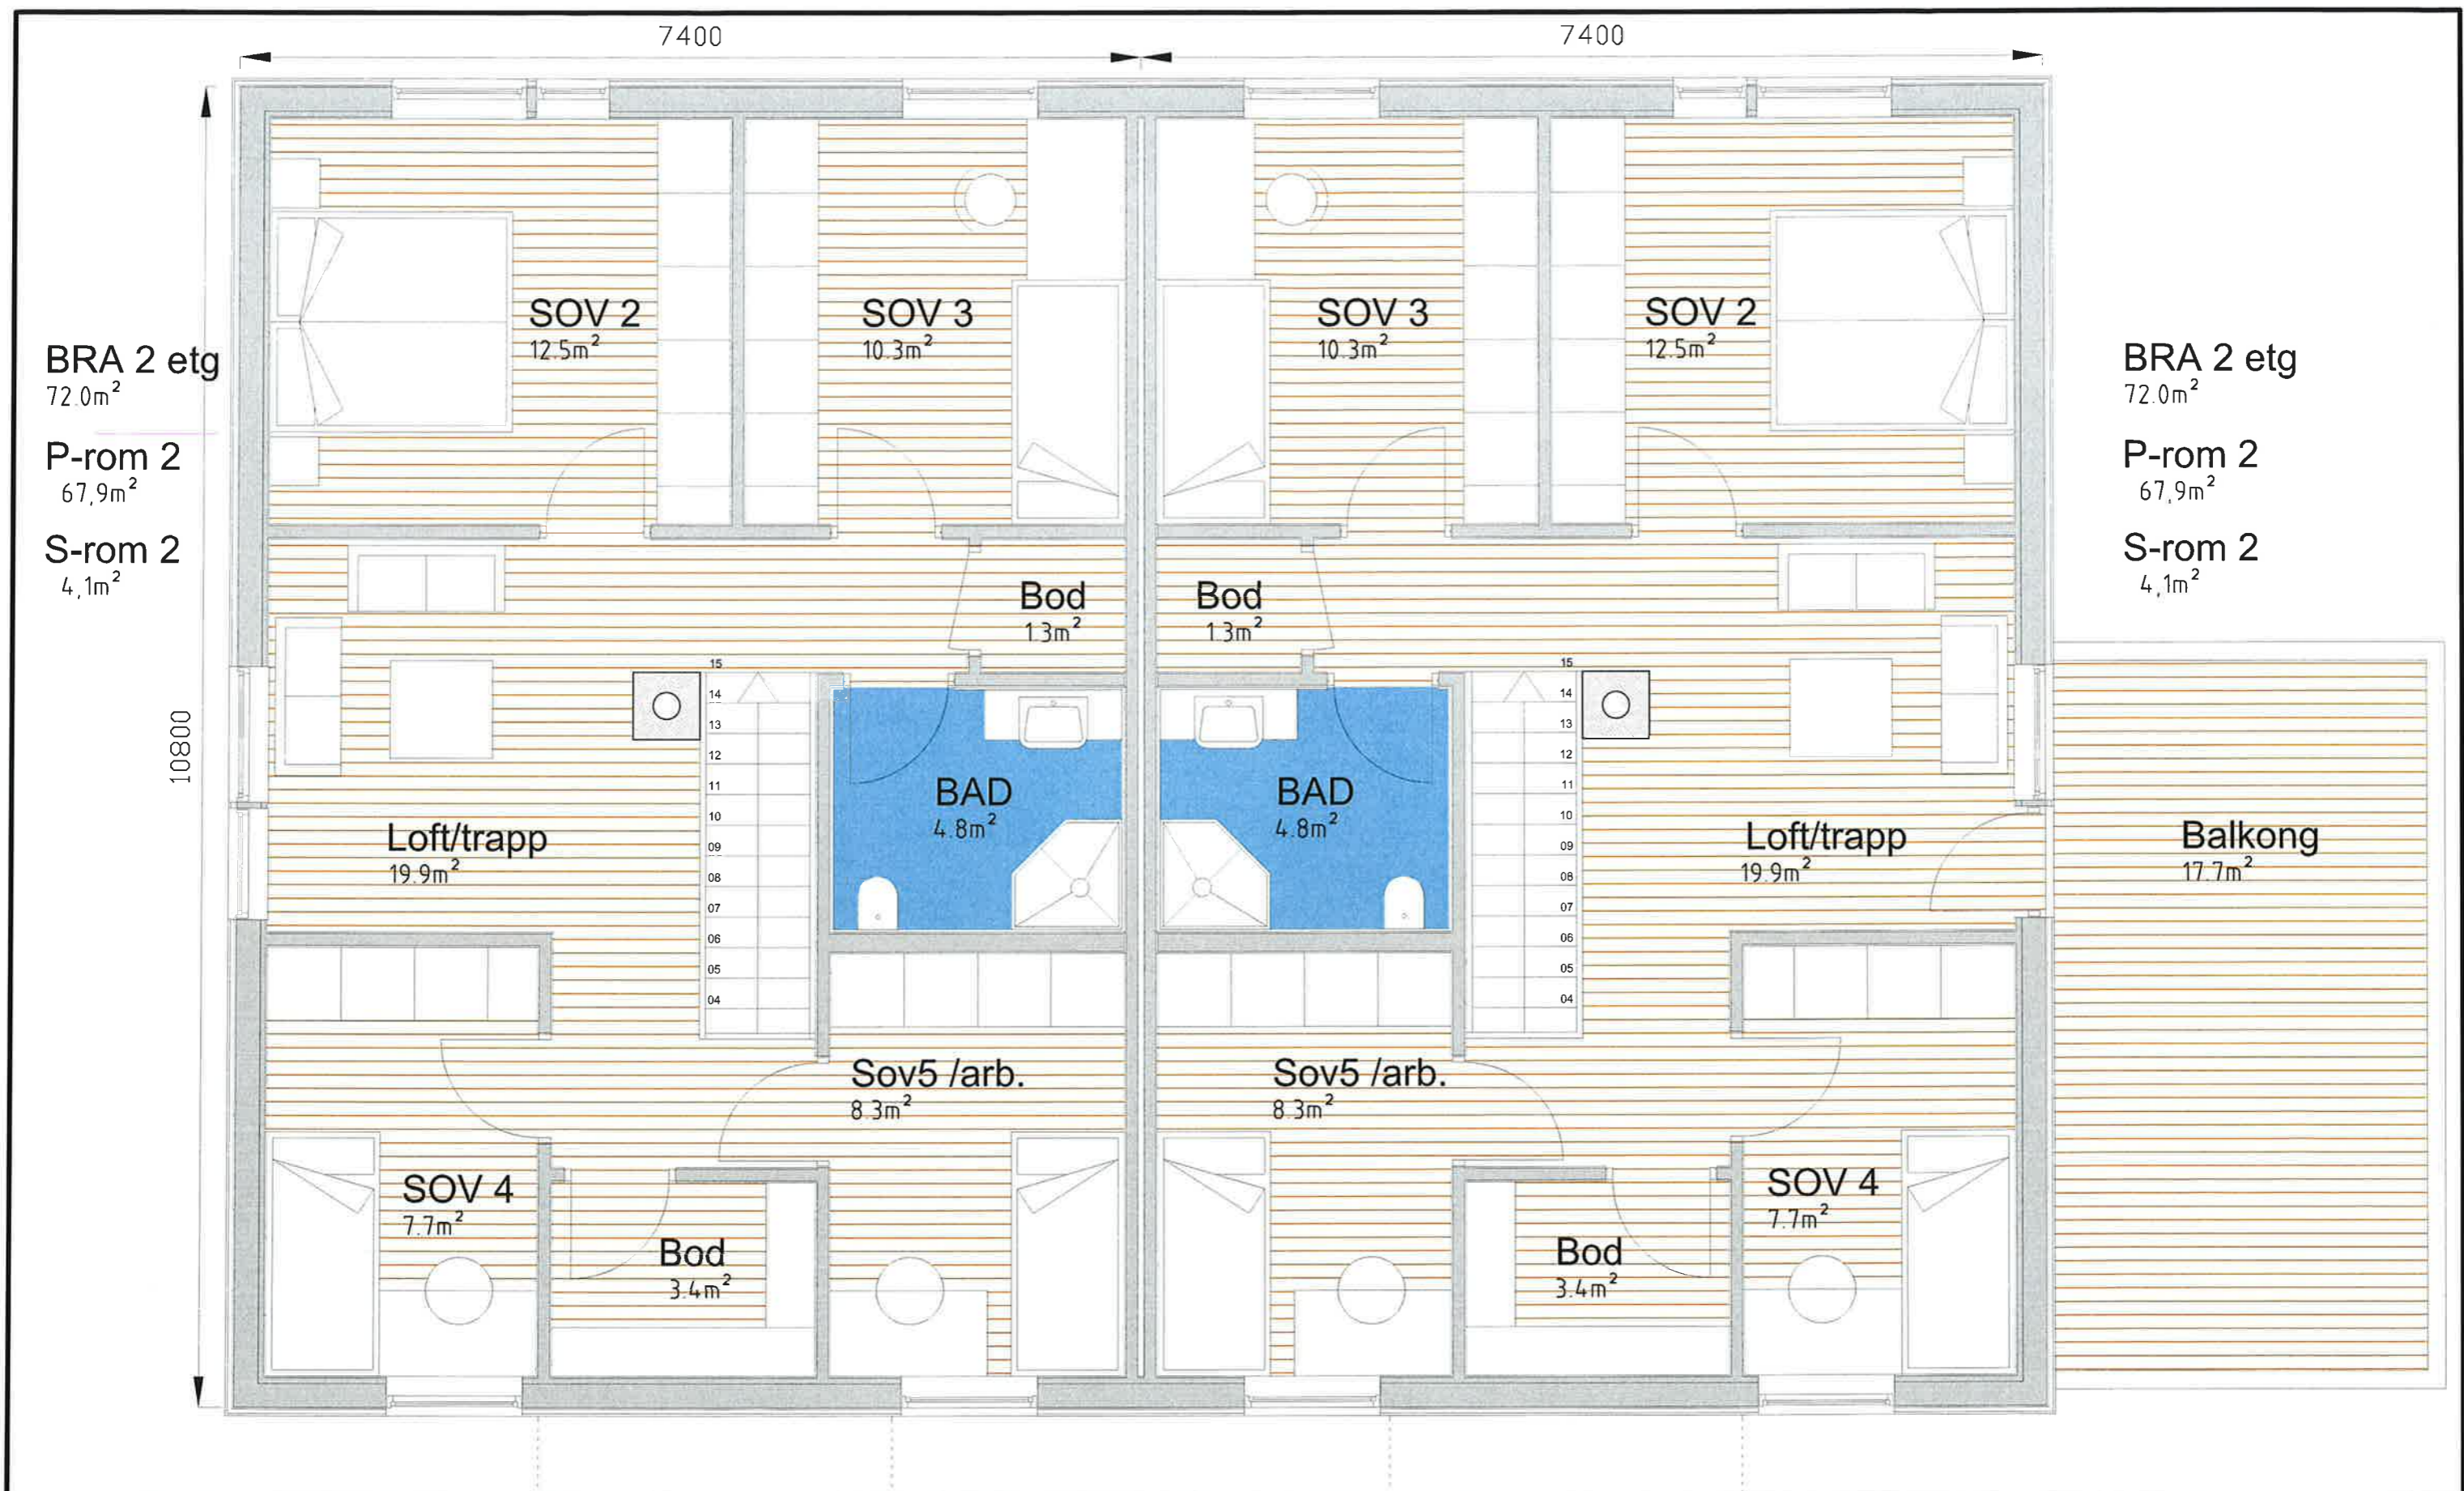 7400
7400
10800
BRA 2 etg
72.0m²
P-rom 2
67,9m²
S-rom 2
4,1m²
SOV 2
12.5m²
SOV 3
10.3m²
SOV 3
10.3m²
SOV 2
12.5m²
BRA 2 etg
72.0m²
P-rom 2
67,9m²
S-rom 2
4,1m²
Bod
1.3m²
Bod
1.3m²
15
14
13
12
11
10
09
08
07
06
05
04
15
14
13
12
11
10
09
08
07
06
05
04
BAD
4.8m²
BAD
4.8m²
Loft/trapp
19.9m²
Loft/trapp
19.9m²
Balkong
17.7m²
Sov5 /arb.
8.3m²
Sov5 /arb.
8.3m²
SOV 4
7.7m²
Bod
3.4m²
Bod
3.4m²
SOV 4
7.7m²